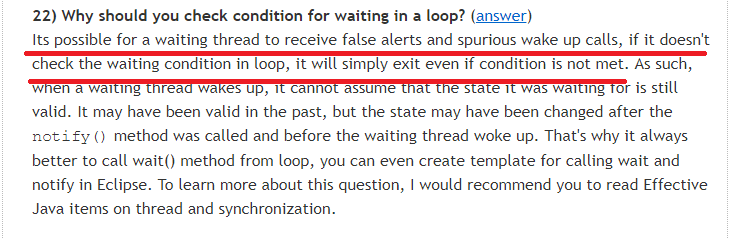 22) Why should you check condition for waiting in a loop? (answer)
Its possible for a waiting thread to receive false alerts and spurious wake up calls, if it doesn't
check the waiting condition in loop, it will simply exit even if condition is not met. As such,
when a waiting thread wakes up, it cannot assume that the state it was waiting for is still
valid. It may have been valid in the past, but the state may have been changed after the
notify() method was called and before the waiting thread woke up. That's why it always
better to call wait() method from loop, you can even create template for calling wait and
notify in Eclipse. To learn more about this question, I would recommend you to read Effective
Java items on thread and synchronization.